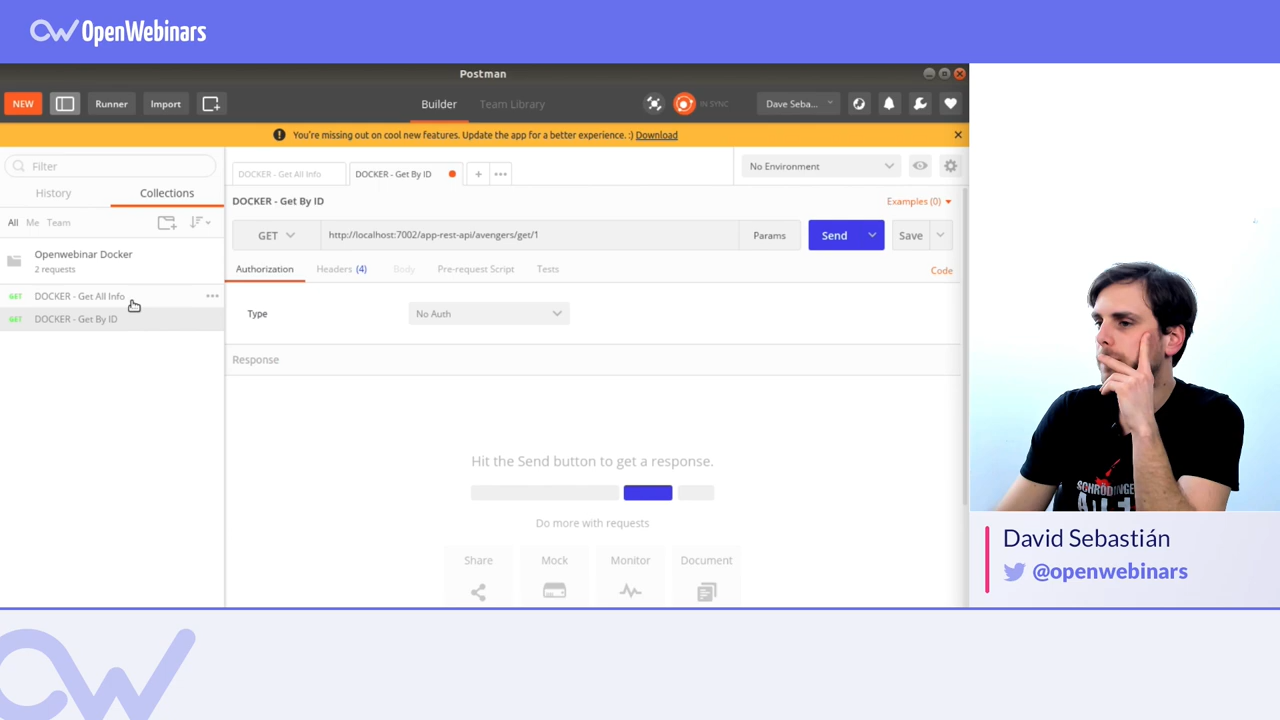 OpenWebinars
Postman
NEW
Runner
Import
Builder
Team Library
IN SYNC
Dave Seba...
You're missing out on cool new features. Update the app for a better experience. :) Download
Filter
DOCKER - Get All Info
DOCKER - Get By ID
No Environment
History
Collections
All Me Team
DOCKER - Get By ID
Examples (0)
GET
http://localhost:7002/app-rest-api/avengers/get/1
Params
Send
Save
Openwebinar Docker
2 requests
Authorization
Headers (4)
Body
Pre-request Script
Tests
Code
GET DOCKER - Get All Info
GET DOCKER - Get By ID
Type
No Auth
Response
Hit the Send button to get a response.
Do more with requests
Share
Mock
Monitor
Document
SCHRÖDINGE
David Sebastián
@openwebinars